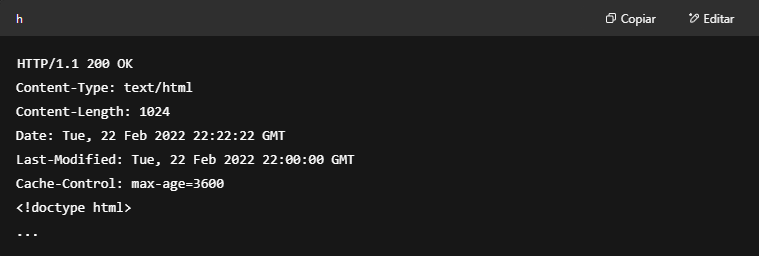 h
Copiar
Editar
HTTP/1.1 200 OK
Content-Type: text/html
Content-Length: 1024
Date: Tue, 22 Feb 2022 22:22:22 GMT
Last-Modified: Tue, 22 Feb 2022 22:00:00 GMT
Cache-Control: max-age=3600
<!doctype html>
...